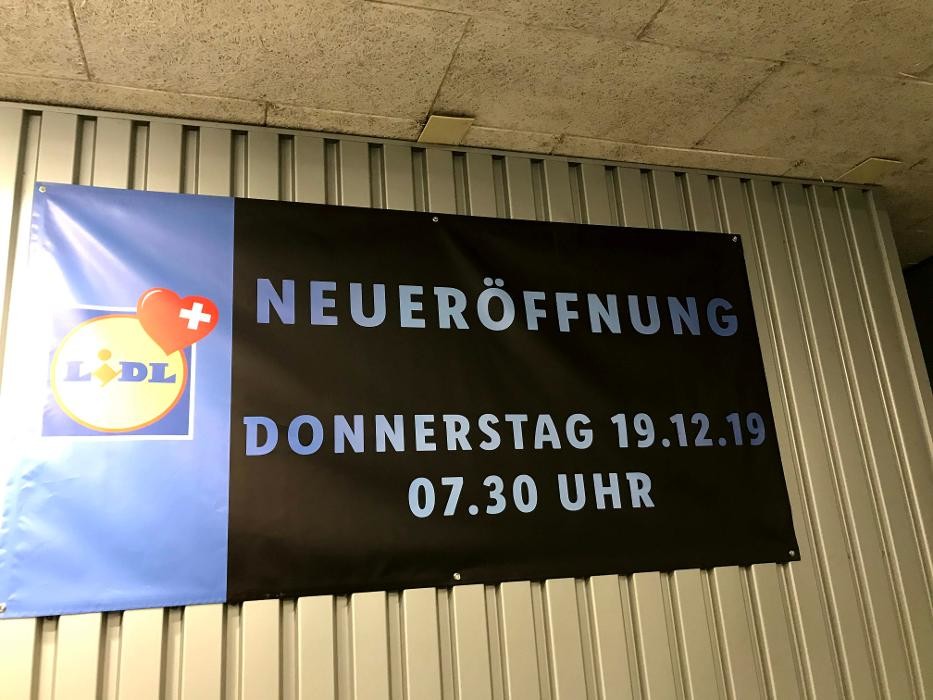 LIDL
NEUERÖFFNUNG
DONNERSTAG 19.12.19
07.30 UHR